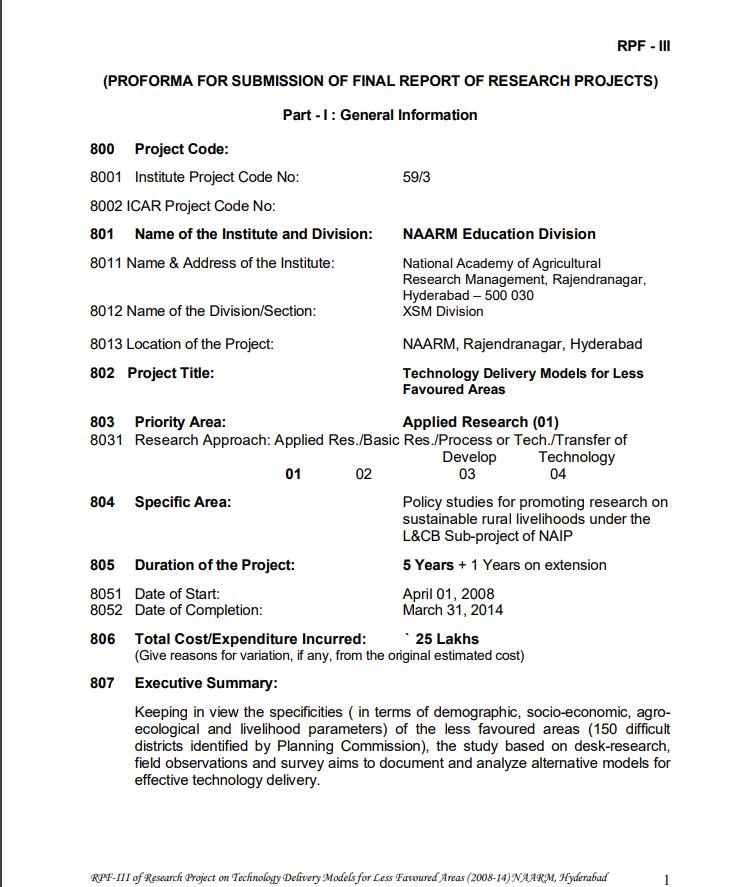 RPF - III
(PROFORMA FOR SUBMISSION OF FINAL REPORT OF RESEARCH PROJECTS)
Part - I : General Information
800 Project Code:
8001 Institute Project Code No: 59/3
8002 ICAR Project Code No:
801 Name of the Institute and Division: NAARM Education Division
8011 Name & Address of the Institute: National Academy of Agricultural
Research Management, Rajendranagar,
Hyderabad – 500 030
8012 Name of the Division/Section: XSM Division
8013 Location of the Project: NAARM, Rajendranagar, Hyderabad
802 Project Title: Technology Delivery Models for Less
Favoured Areas
803 Priority Area: Applied Research (01)
8031 Research Approach: Applied Res./Basic Res./Process or Tech./Transfer of
Develop Technology
01 02 03 04
804 Specific Area: Policy studies for promoting research on
sustainable rural livelihoods under the
L&CB Sub-project of NAIP
805 Duration of the Project: 5 Years + 1 Years on extension
8051 Date of Start: April 01, 2008
8052 Date of Completion: March 31, 2014
806 Total Cost/Expenditure Incurred: ` 25 Lakhs
(Give reasons for variation, if any, from the original estimated cost)
807 Executive Summary:
Keeping in view the specificities ( in terms of demographic, socio-economic, agro-
ecological and livelihood parameters) of the less favoured areas (150 difficult
districts identified by Planning Commission), the study based on desk-research,
field observations and survey aims to document and analyze alternative models for
effective technology delivery.
RPF-III of Research Project on Technology Delivery Models for Less Favoured Areas (2008-14) NAARM, Hyderabad 1